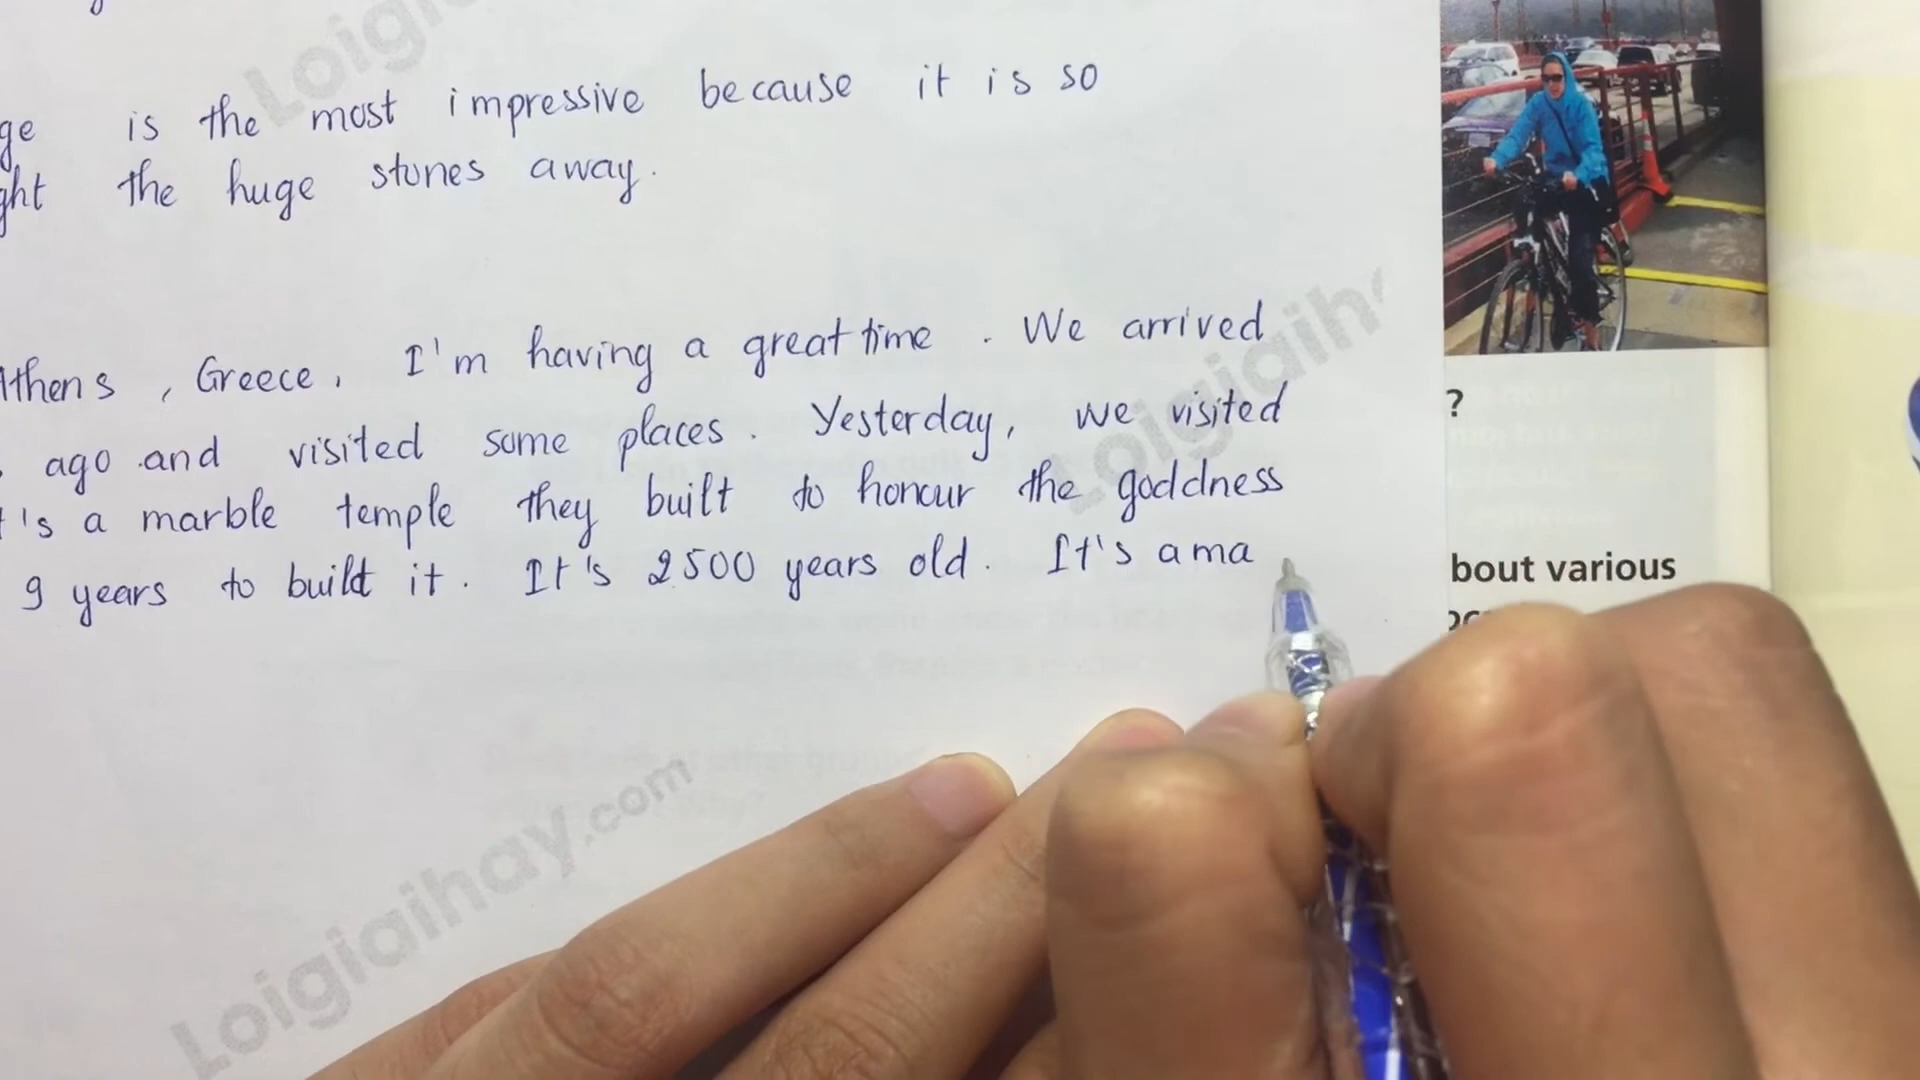 is the most impressive because it is so
the huge stones away.
thens, Greece, I'm having a great time. We arrived
ago and visited some places. Yesterday, we visited
's a marble temple they built to honour the goddness
9 years to build it. It's 2500 years old. It's ama
?
bout various
Loigiaihay.com